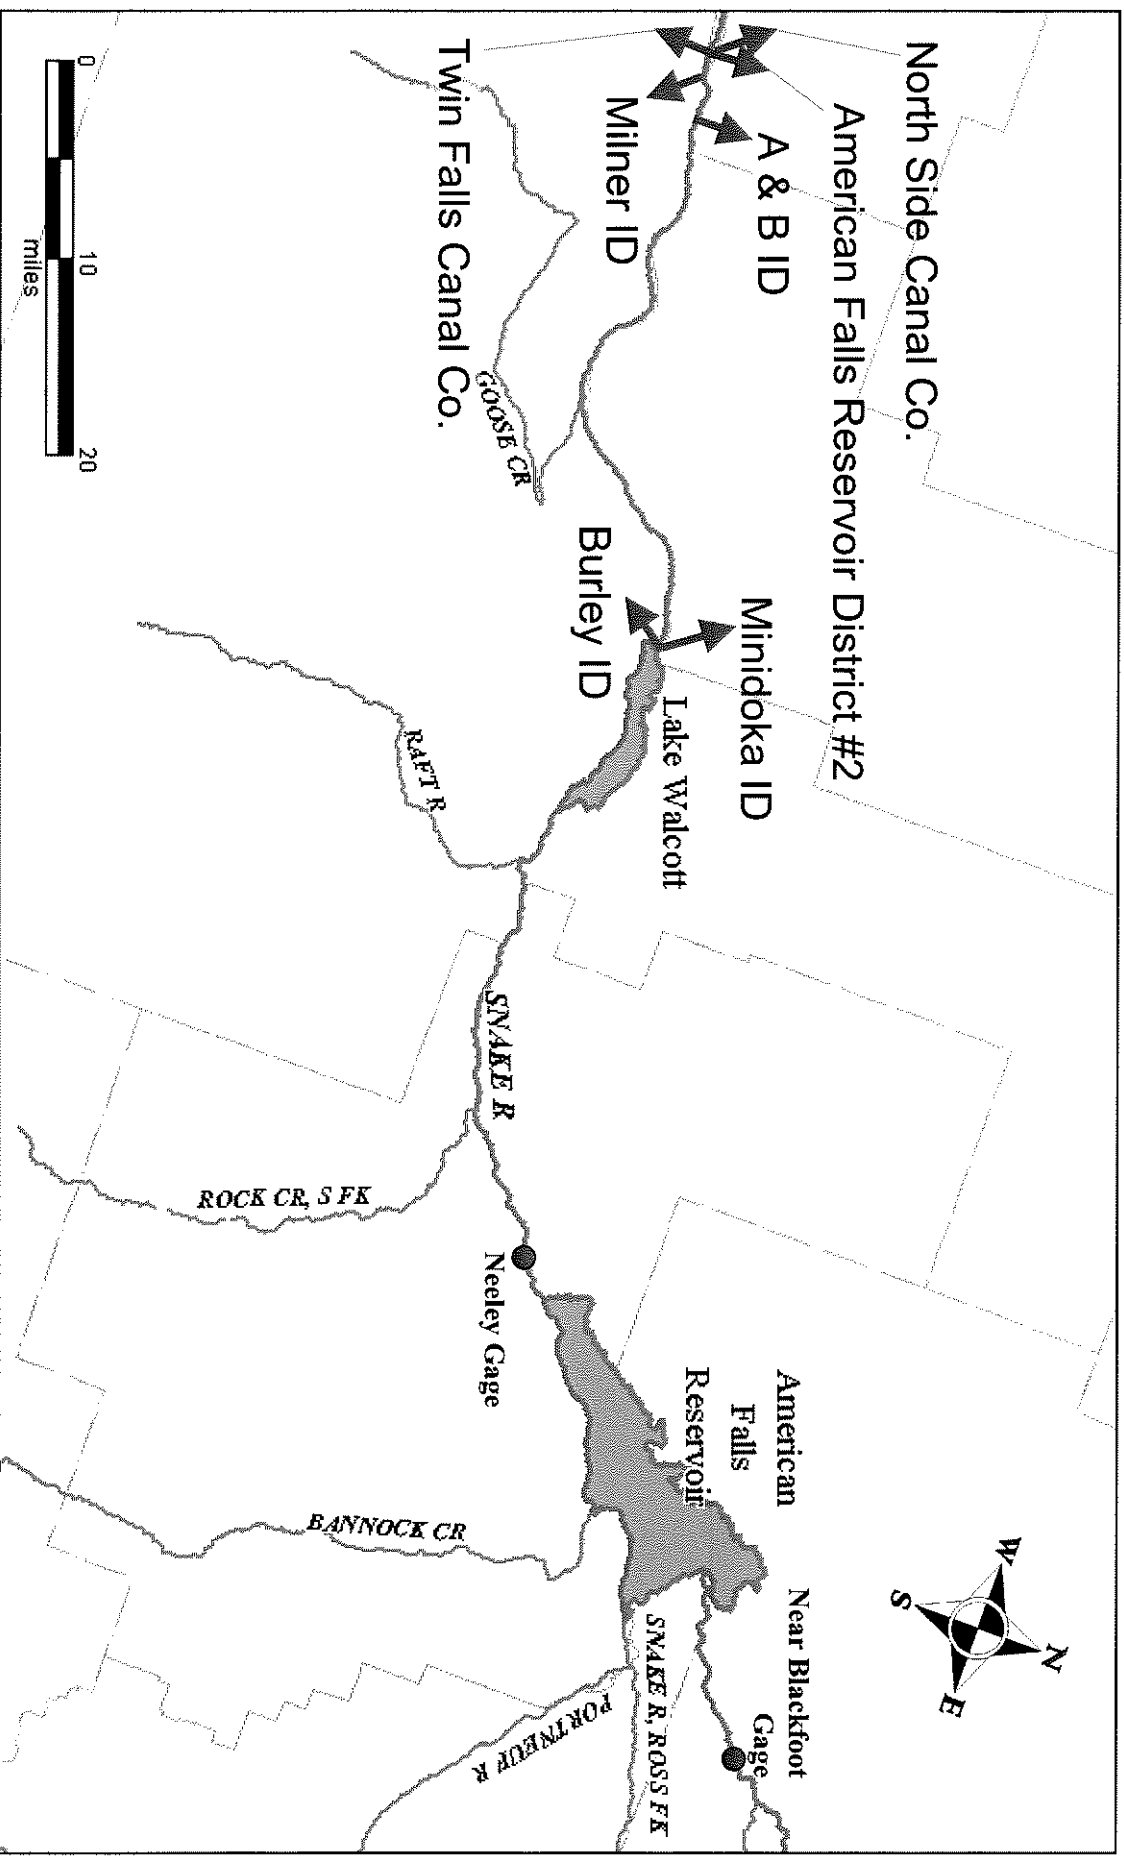 North Side Canal Co.
American Falls Reservoir District #2
A & B ID
Milner ID
Twin Falls Canal Co.
GOOSE CR
Minidoka ID
Burley ID
Lake Walcott
RAFT R
SNAKE R
ROCK CR, S FK
Neeley Gage
American
Falls
Reservoir
BANNOCK CR
Near Blackfoot
Gage
SNAKE R, ROSS FK
PORTNEUF R
W
N
S
E
0
10
20
miles